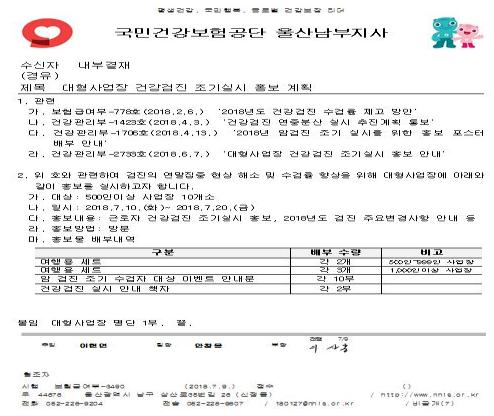 평생건강, 국민행복, 글로벌 건강보장 리더
국민건강보험공단 울산남부지사
수신자 내부결재
(경유)
제목 대형사업장 건강검진 조기실시 홍보 계획
1. 관련
가. 보험급여부-778호(2018.2.6.) '2018년도 건강검진 수검률 제고 방안'
나. 건강관리부-1423호(2018.4.3.) '건강검진 연중분산 실시 추진계획 통보'
다. 건강관리부-1706호(2018.4.13.) '2018년 암검진 조기 실시를 위한 홍보 포스터
배부 안내'
라. 건강관리부-2733호(2018.6.7.) '대형사업장 건강검진 조기실시 홍보 안내'
2. 위 호와 관련하여 검진의 연말집중 현상 해소 및 수검률 향상을 위해 대형사업장에 아래와
같이 홍보를 실시하고자 합니다.
가. 대상 : 500인이상 사업장 10개소
나. 일시 : 2018.7.10.(화)~ 2018.7.20.(금)
다. 홍보내용 : 근로자 건강검진 조기실시 홍보, 2018년도 검진 주요변경사항 안내 등
라. 홍보방법 : 방문
마. 홍보물 배부내역
구분 배부 수량 비고
여행용 세트 각 2개 500인~999인 사업장
여행용 세트 각 3개 1,000인이상 사업장
암 검진 조기 수검자 대상 이벤트 안내문 각 10부
건강검진 실시 안내 책자 각 2부
붙임 대형사업장 명단 1부. 끝.
전결 7/9
주임 이현연 팀장 안창용 부장
협조자
시행 보험급여부-3490 (2018.7.9.) 접수 ()
우 44676 울산광역시 남구 삼산로35번길 26 (신정동) / http://www.nhis.or.kr
전화 052-226-9204 전송 052-226-9607 / 180127@nhis.or.kr / 비공개(7)